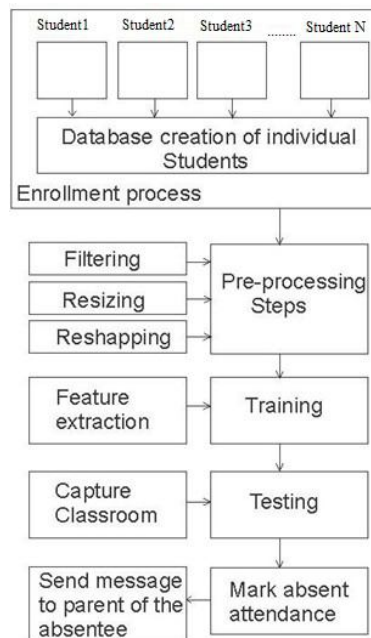 Student1 Student2 Student3 ........ Student N
Database creation of individual
Students
Enrollment process
Filtering
Resizing
Reshapping
Pre-processing
Steps
Feature
extraction
Training
Capture
Classroom
Testing
Send message
to parent of the
absentee
Mark absent
attendance